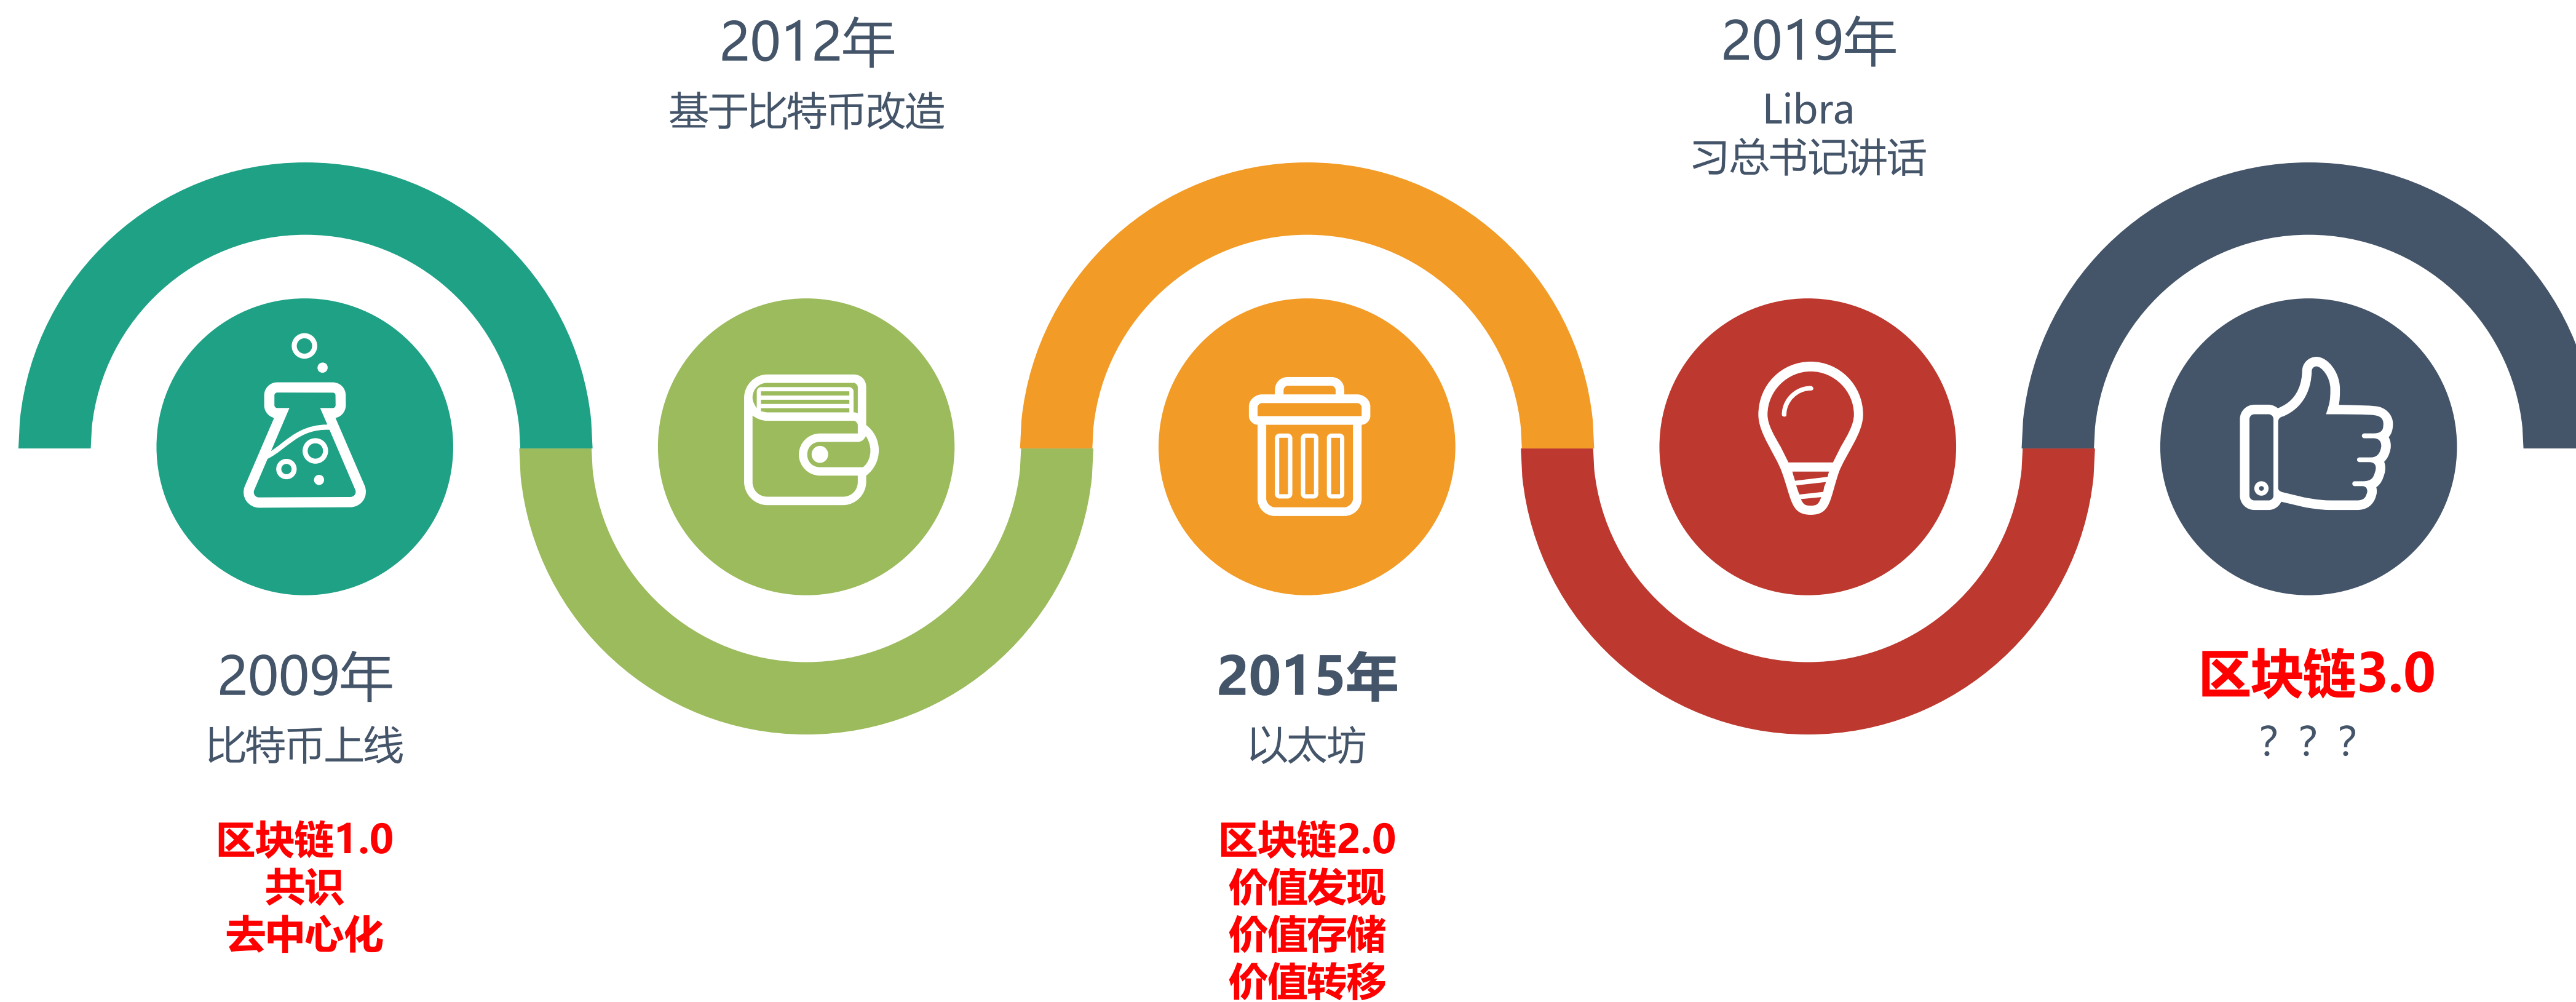 2009年
比特币上线
区块链1.0
共识
去中心化
2012年
基于比特币改造
2015年
以太坊
区块链2.0
价值发现
价值存储
价值转移
2019年
Libra
习总书记讲话
区块链3.0
？？？